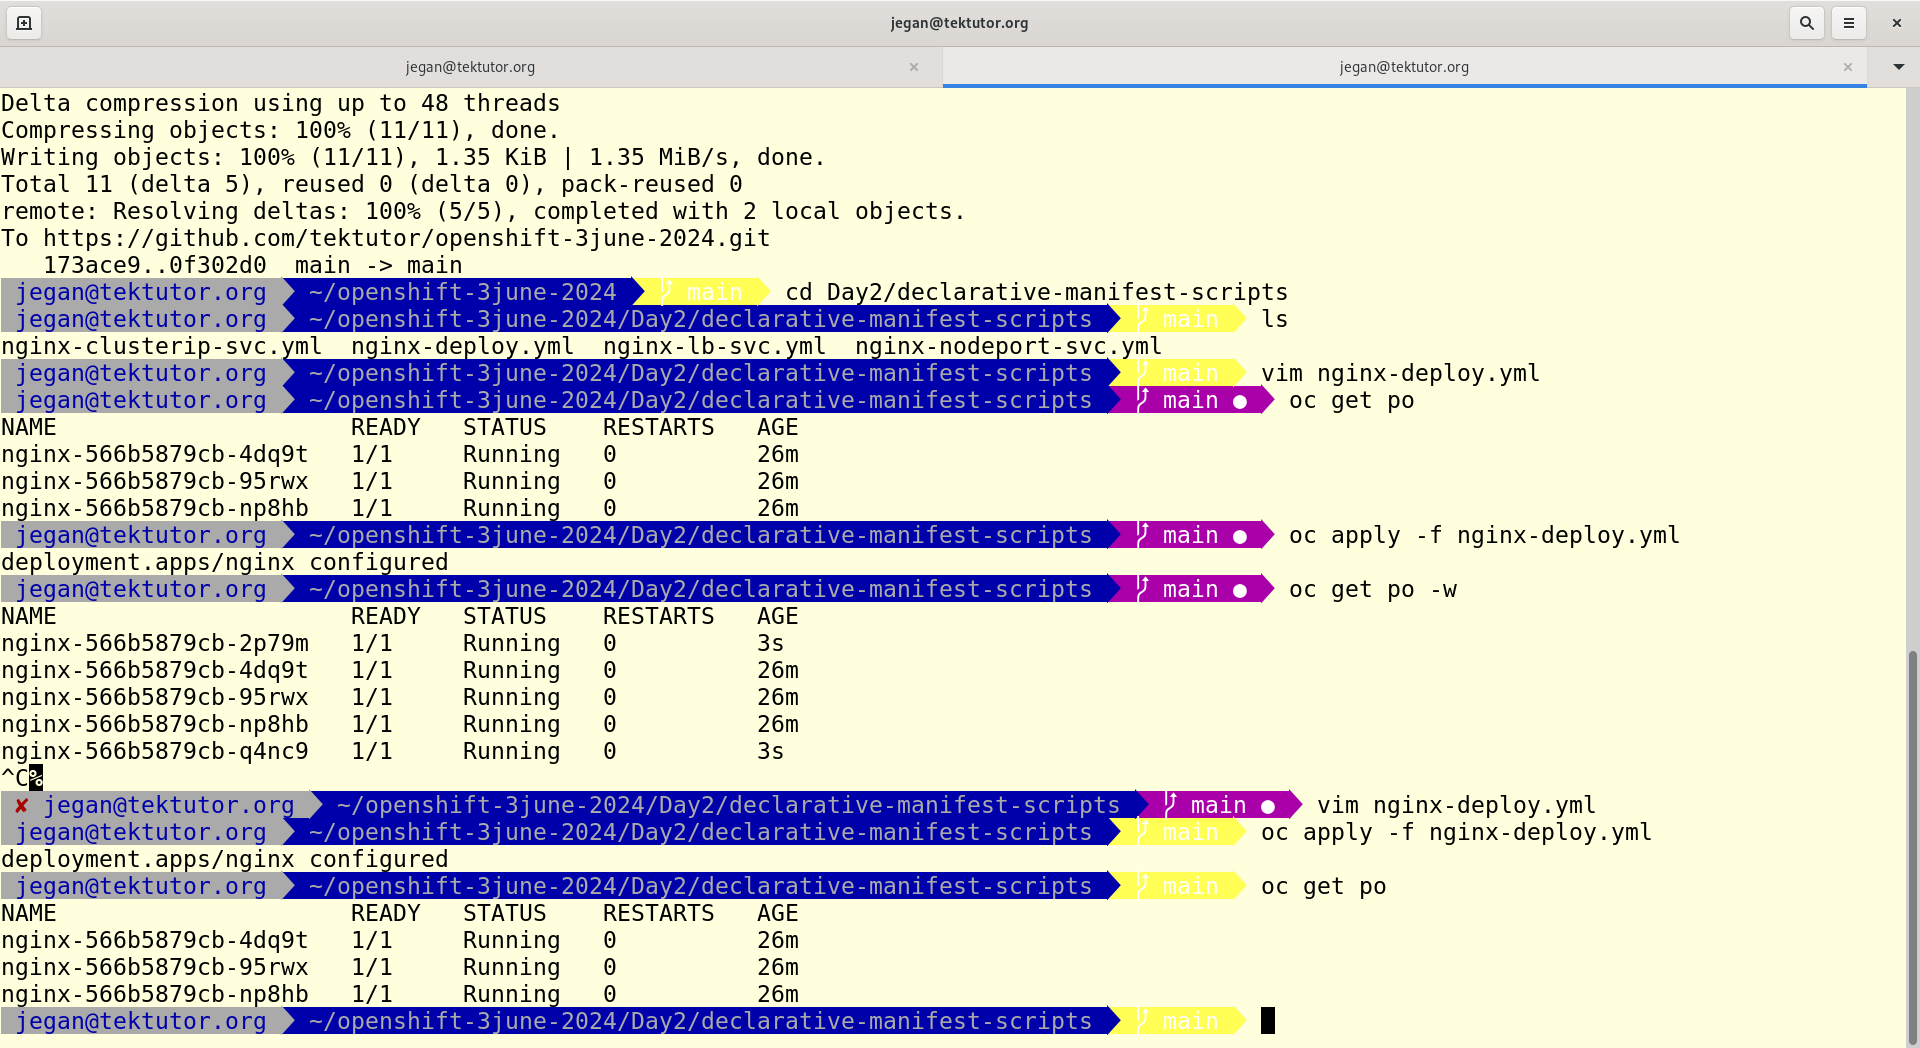 jegan@tektutor.org
jegan@tektutor.org jegan@tektutor.org
Delta compression using up to 48 threads
Compressing objects: 100% (11/11), done.
Writing objects: 100% (11/11), 1.35 KiB | 1.35 MiB/s, done.
Total 11 (delta 5), reused 0 (delta 0), pack-reused 0
remote: Resolving deltas: 100% (5/5), completed with 2 local objects.
To https://github.com/tektutor/openshift-3june-2024.git
   173ace9..0f302d0  main -> main
jegan@tektutor.org ~/openshift-3june-2024 main cd Day2/declarative-manifest-scripts
jegan@tektutor.org ~/openshift-3june-2024/Day2/declarative-manifest-scripts main ls
nginx-clusterip-svc.yml  nginx-deploy.yml  nginx-lb-svc.yml  nginx-nodeport-svc.yml
jegan@tektutor.org ~/openshift-3june-2024/Day2/declarative-manifest-scripts main vim nginx-deploy.yml
jegan@tektutor.org ~/openshift-3june-2024/Day2/declarative-manifest-scripts main ● oc get po
NAME                     READY   STATUS    RESTARTS   AGE
nginx-566b5879cb-4dq9t   1/1     Running   0          26m
nginx-566b5879cb-95rwx   1/1     Running   0          26m
nginx-566b5879cb-np8hb   1/1     Running   0          26m
jegan@tektutor.org ~/openshift-3june-2024/Day2/declarative-manifest-scripts main ● oc apply -f nginx-deploy.yml
deployment.apps/nginx configured
jegan@tektutor.org ~/openshift-3june-2024/Day2/declarative-manifest-scripts main ● oc get po -w
NAME                     READY   STATUS    RESTARTS   AGE
nginx-566b5879cb-2p79m   1/1     Running   0          3s
nginx-566b5879cb-4dq9t   1/1     Running   0          26m
nginx-566b5879cb-95rwx   1/1     Running   0          26m
nginx-566b5879cb-np8hb   1/1     Running   0          26m
nginx-566b5879cb-q4nc9   1/1     Running   0          3s
^C%
✘ jegan@tektutor.org ~/openshift-3june-2024/Day2/declarative-manifest-scripts main ● vim nginx-deploy.yml
jegan@tektutor.org ~/openshift-3june-2024/Day2/declarative-manifest-scripts main oc apply -f nginx-deploy.yml
deployment.apps/nginx configured
jegan@tektutor.org ~/openshift-3june-2024/Day2/declarative-manifest-scripts main oc get po
NAME                     READY   STATUS    RESTARTS   AGE
nginx-566b5879cb-4dq9t   1/1     Running   0          26m
nginx-566b5879cb-95rwx   1/1     Running   0          26m
nginx-566b5879cb-np8hb   1/1     Running   0          26m
jegan@tektutor.org ~/openshift-3june-2024/Day2/declarative-manifest-scripts main